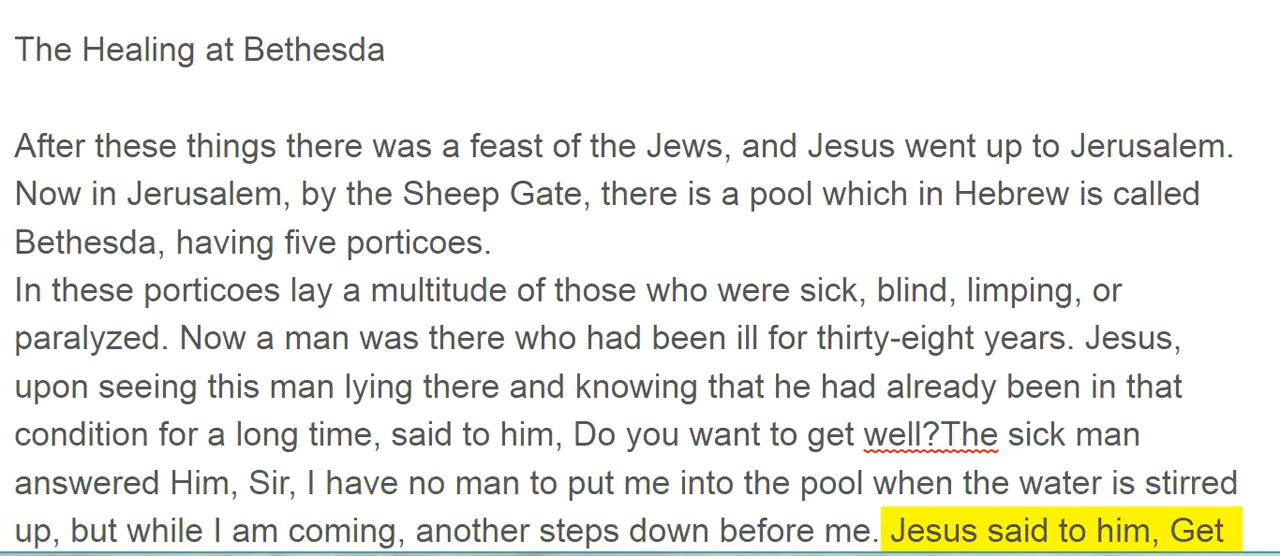 The Healing at Bethesda
After these things there was a feast of the Jews, and Jesus went up to Jerusalem.
Now in Jerusalem, by the Sheep Gate, there is a pool which in Hebrew is called
Bethesda, having five porticoes.
In these porticoes lay a multitude of those who were sick, blind, limping, or
paralyzed. Now a man was there who had been ill for thirty-eight years. Jesus,
upon seeing this man lying there and knowing that he had already been in that
condition for a long time, said to him, Do you want to get well?The sick man
answered Him, Sir, I have no man to put me into the pool when the water is stirred
up, but while I am coming, another steps down before me. Jesus said to him, Get